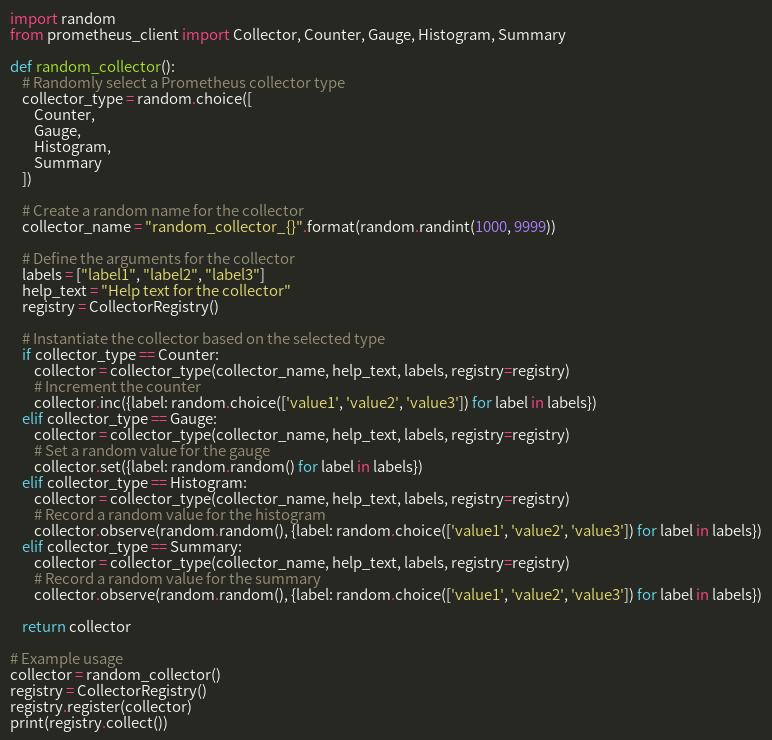 import random
from prometheus_client import Collector, Counter, Gauge, Histogram, Summary

def random_collector():
    # Randomly select a Prometheus collector type
    collector_type = random.choice([
        Counter,
        Gauge,
        Histogram,
        Summary
    ])

    # Create a random name for the collector
    collector_name = "random_collector_{}".format(random.randint(1000, 9999))

    # Define the arguments for the collector
    labels = ["label1", "label2", "label3"]
    help_text = "Help text for the collector"
    registry = CollectorRegistry()

    # Instantiate the collector based on the selected type
    if collector_type == Counter:
        collector = collector_type(collector_name, help_text, labels, registry=registry)
        # Increment the counter
        collector.inc({label: random.choice(['value1', 'value2', 'value3']) for label in labels})
    elif collector_type == Gauge:
        collector = collector_type(collector_name, help_text, labels, registry=registry)
        # Set a random value for the gauge
        collector.set({label: random.random() for label in labels})
    elif collector_type == Histogram:
        collector = collector_type(collector_name, help_text, labels, registry=registry)
        # Record a random value for the histogram
        collector.observe(random.random(), {label: random.choice(['value1', 'value2', 'value3']) for label in labels})
    elif collector_type == Summary:
        collector = collector_type(collector_name, help_text, labels, registry=registry)
        # Record a random value for the summary
        collector.observe(random.random(), {label: random.choice(['value1', 'value2', 'value3']) for label in labels})

    return collector

# Example usage
collector = random_collector()
registry = CollectorRegistry()
registry.register(collector)
print(registry.collect())